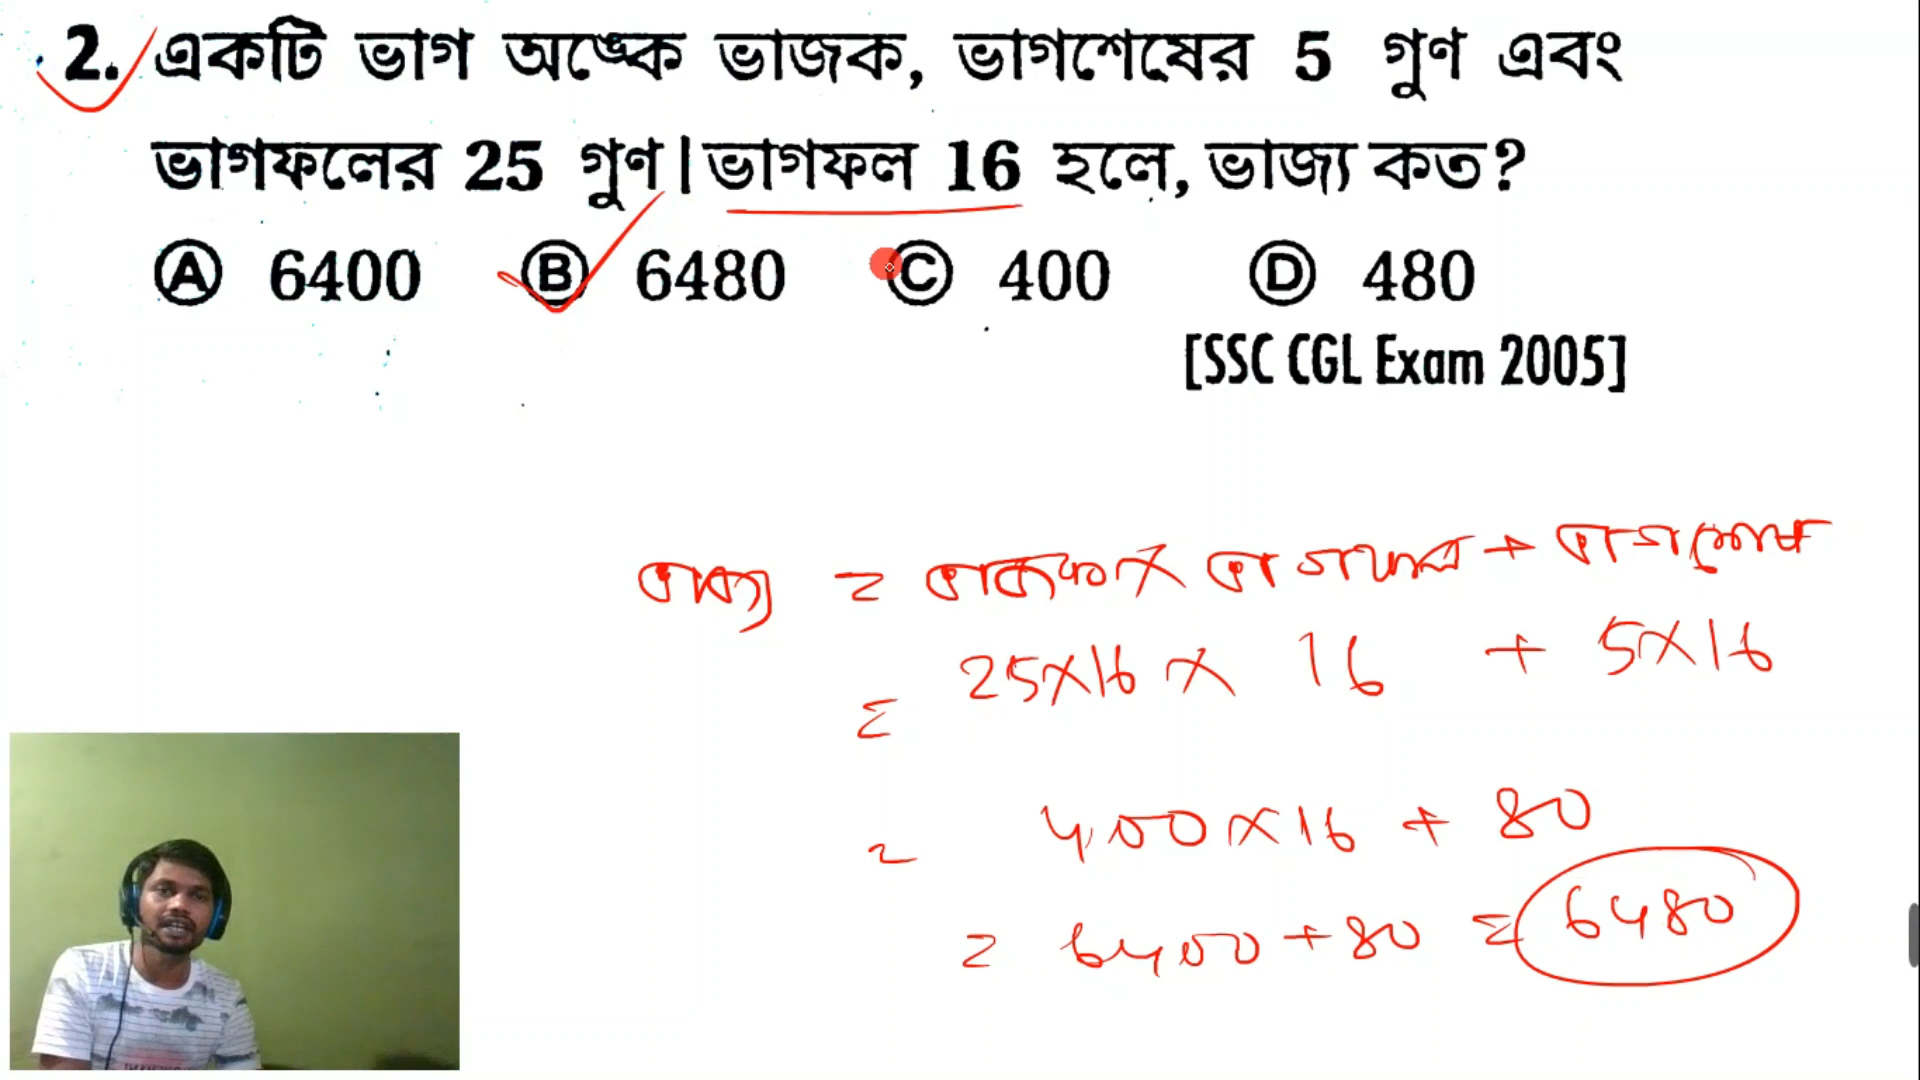 2. একটি ভাগ অঙ্কে ভাজক, ভাগশেষের 5 গুণ এবং
ভাগফলের 25 গুণ | ভাগফল 16 হলে, ভাজ্য কত?
Ⓐ 6400 Ⓑ 6480 Ⓒ 400 Ⓓ 480
[SSC CGL Exam 2005]
ভাজ্য = ভাজক × ভাগফল + ভাগশেষ
= 25×16 × 16 + 5×16
= 400×16 + 80
= 6400+80 = 6480